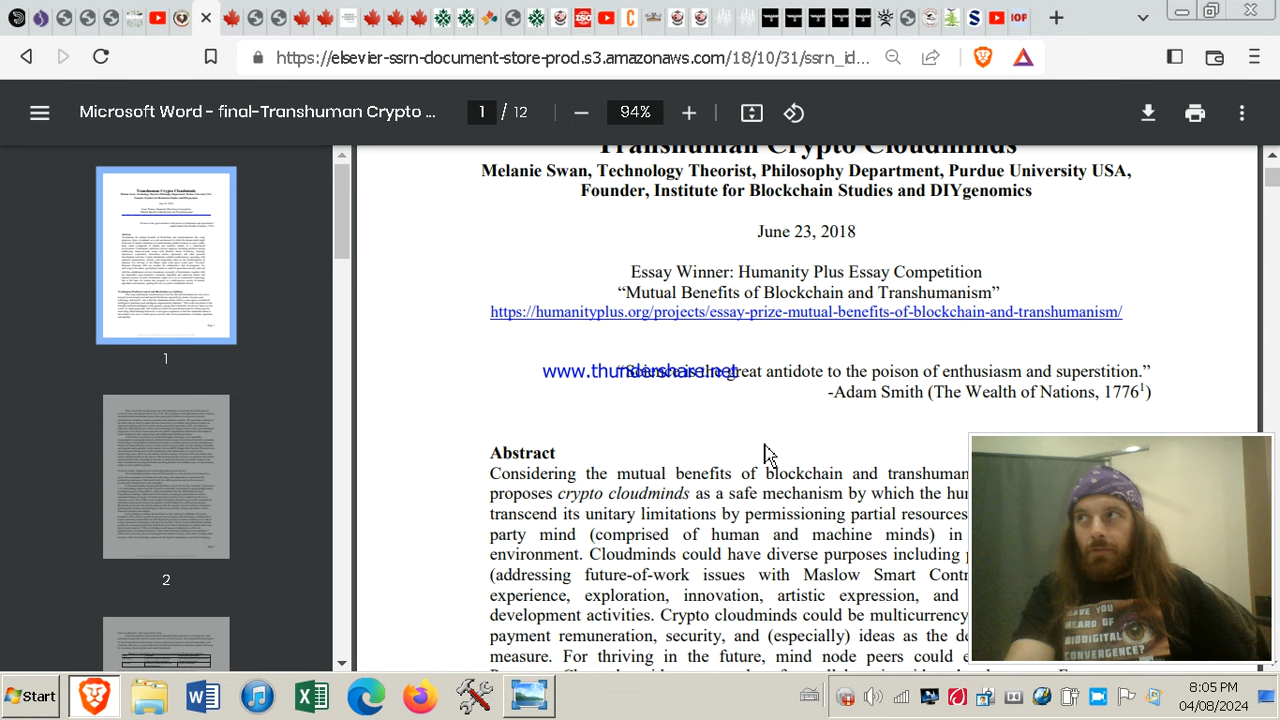 https://elsevier-ssrn-document-store-prod.s3.amazonaws.com/18/10/31/ssrn_id...
Microsoft Word - final-Transhuman Crypto ...
1 / 12
94%
Transhuman Crypto Cloudminds
Melanie Swan, Technology Theorist, Philosophy Department, Purdue University USA,
Founder, Institute for Blockchain Studies and DIYgenomics
June 23, 2018
Essay Winner: Humanity Plus Essay Competition
“Mutual Benefits of Blockchain and Transhumanism”
https://humanityplus.org/projects/essay-prize-mutual-benefits-of-blockchain-and-transhumanism/
www.thundershare.net
“Science is the great antidote to the poison of enthusiasm and superstition.”
-Adam Smith (The Wealth of Nations, 1776¹)
Abstract
Considering the mutual benefits of blockchain and transhuman
proposes crypto cloudminds as a safe mechanism by which the hu
transcend its unitary limitations by permissioning partial resources
party mind (comprised of human and machine minds) in
environment. Cloudminds could have diverse purposes including
(addressing future-of-work issues with Maslow Smart Contr
experience, exploration, innovation, artistic expression, and
development activities. Crypto cloudminds could be multicurrency
payment remuneration, security, and (especially) ideas as the de
measure. For thriving in the future, mind node peers could e
1
2
HAVE YOU
HEARD OF
BIODIGITAL
CONVERGENCE?
ISO
IOF
Start
8:05 PM
04/08/2024